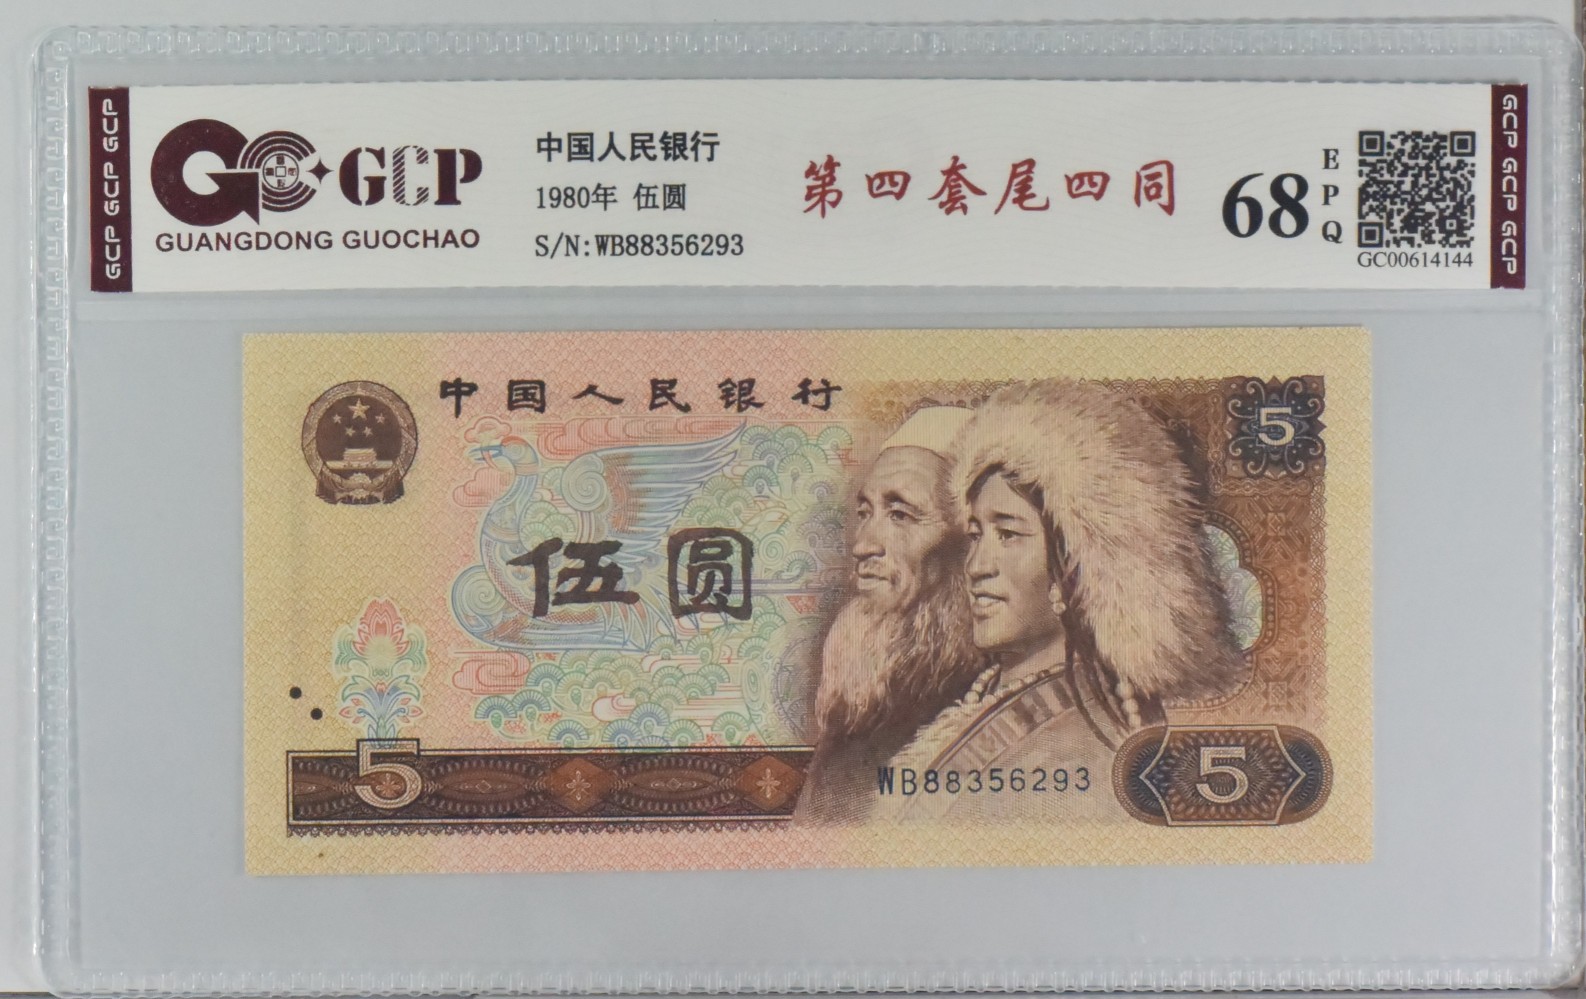 GCP GCP GCP
GCP
GUANGDONG GUOCHAO
中国人民银行
1980年 伍圆
S/N:WB88356293
第四套尾四同
68
EPQ
GC00614144
GCP GCP GCP
中国人民银行
5
伍圆
5
WB88356293
5